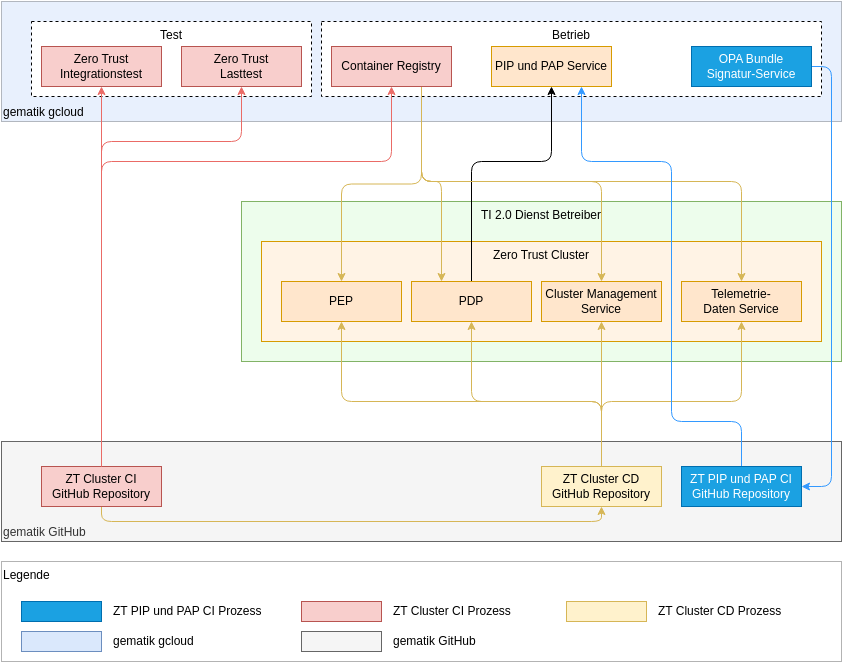 Test
Betrieb
Zero Trust
Integrationstest
Zero Trust
Lasttest
Container Registry
PIP und PAP Service
OPA Bundle
Signatur-Service
gematik gcloud
TI 2.0 Dienst Betreiber
Zero Trust Cluster
PEP
PDP
Cluster Management
Service
Telemetrie-
Daten Service
ZT Cluster CI
GitHub Repository
ZT Cluster CD
GitHub Repository
ZT PIP und PAP CI
GitHub Repository
gematik GitHub
Legende
ZT PIP und PAP CI Prozess
ZT Cluster CI Prozess
ZT Cluster CD Prozess
gematik gcloud
gematik GitHub